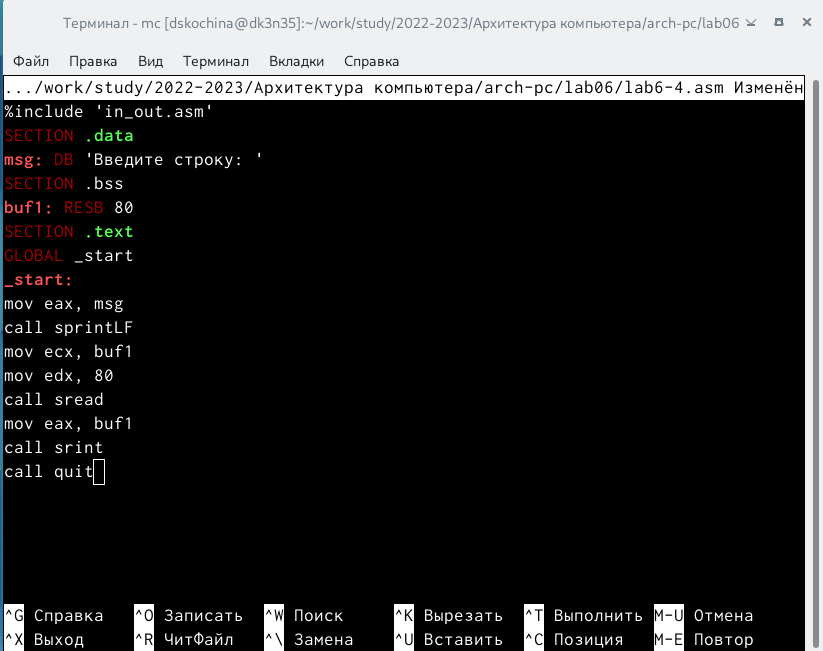 Терминал - mc [dskochina@dk3n35]:~/work/study/2022-2023/Архитектура компьютера/arch-pc/lab06
Файл Правка Вид Терминал Вкладки Справка
.../work/study/2022-2023/Архитектура компьютера/arch-pc/lab06/lab6-4.asm Изменён
%include 'in_out.asm'
SECTION .data
msg: DB 'Введите строку: '
SECTION .bss
buf1: RESB 80
SECTION .text
GLOBAL _start
_start:
mov eax, msg
call sprintLF
mov ecx, buf1
mov edx, 80
call sread
mov eax, buf1
call srint
call quit
^G Справка ^O Записать ^W Поиск ^K Вырезать ^T Выполнить M-U Отмена
^X Выход ^R ЧитФайл ^\ Замена ^U Вставить ^C Позиция M-E Повтор